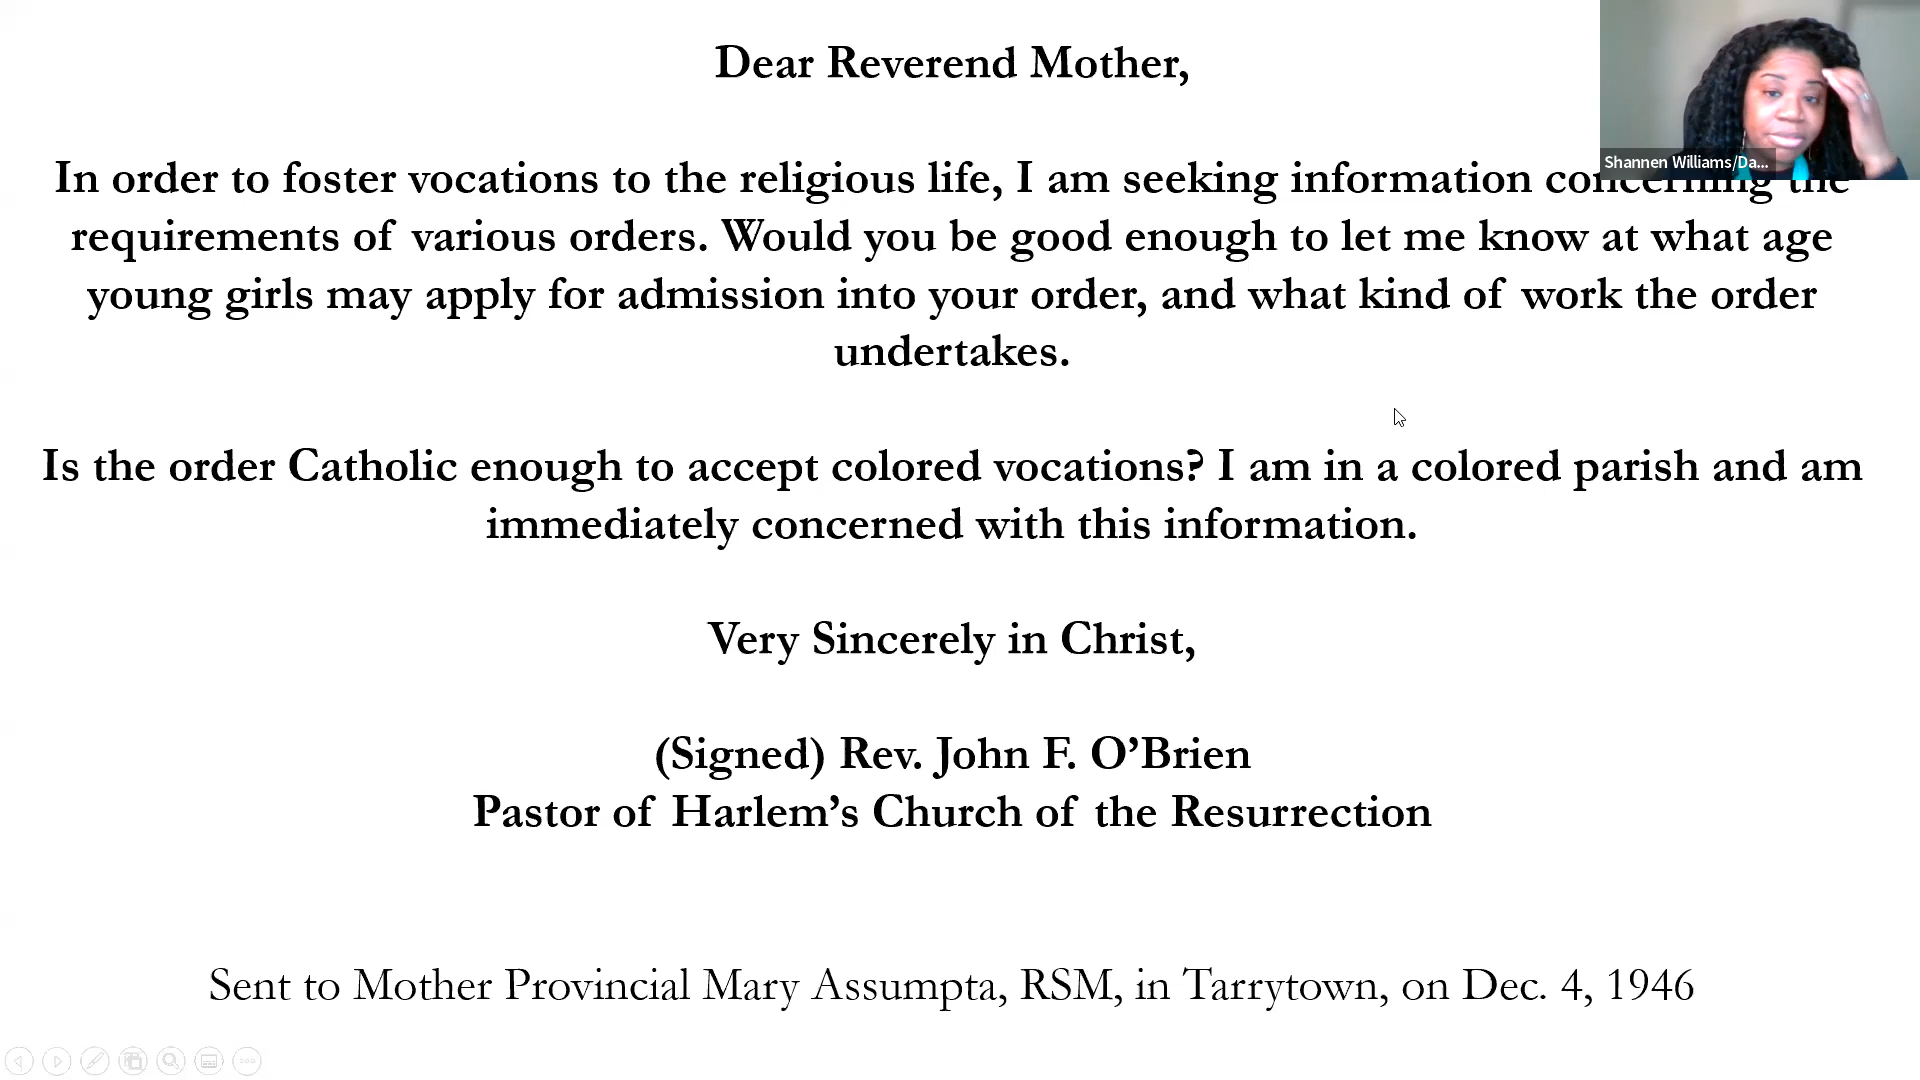 Dear Reverend Mother,
In order to foster vocations to the religious life, I am seeking information concerning the
requirements of various orders. Would you be good enough to let me know at what age
young girls may apply for admission into your order, and what kind of work the order
undertakes.
Is the order Catholic enough to accept colored vocations? I am in a colored parish and am
immediately concerned with this information.
Very Sincerely in Christ,
(Signed) Rev. John F. O’Brien
Pastor of Harlem’s Church of the Resurrection
Sent to Mother Provincial Mary Assumpta, RSM, in Tarrytown, on Dec. 4, 1946
Shannen Williams/Da...